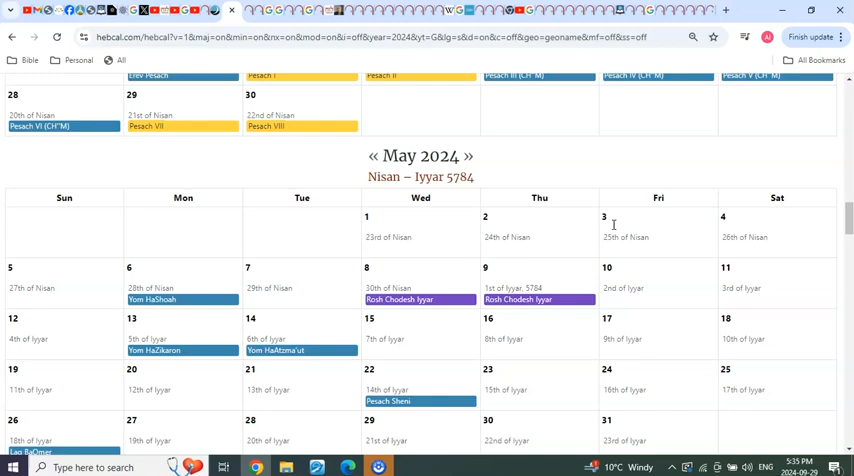 Finish update
hebcal.com/hebcal?v=1&maj=on&min=on&nx=on&mod=on&i=off&year=2024&yt=G&lg=s&d=on&c=off&geo=geoname&mf=off&ss=off
Bible Personal All All Bookmarks
Erev Pesach Pesach I Pesach II Pesach III (CH"M) Pesach IV (CH"M) Pesach V (CH"M)
28 29 30
20th of Nisan 21st of Nisan 22nd of Nisan
Pesach VI (CH"M) Pesach VII Pesach VIII
« May 2024 »
Nisan – Iyyar 5784
Sun Mon Tue Wed Thu Fri Sat
1 2 3 4
23rd of Nisan 24th of Nisan 25th of Nisan 26th of Nisan
5 6 7 8 9 10 11
27th of Nisan 28th of Nisan 29th of Nisan 30th of Nisan 1st of Iyyar, 5784 2nd of Iyyar 3rd of Iyyar
Yom HaShoah Rosh Chodesh Iyyar Rosh Chodesh Iyyar
12 13 14 15 16 17 18
4th of Iyyar 5th of Iyyar 6th of Iyyar 7th of Iyyar 8th of Iyyar 9th of Iyyar 10th of Iyyar
Yom HaZikaron Yom HaAtzma'ut
19 20 21 22 23 24 25
11th of Iyyar 12th of Iyyar 13th of Iyyar 14th of Iyyar 15th of Iyyar 16th of Iyyar 17th of Iyyar
Pesach Sheni
26 27 28 29 30 31
18th of Iyyar 19th of Iyyar 20th of Iyyar 21st of Iyyar 22nd of Iyyar 23rd of Iyyar
Lag BaOmer
Type here to search 10°C Windy ENG 5:35 PM
2024-09-29